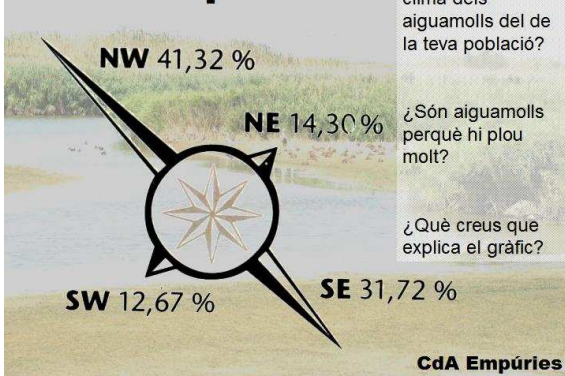 clima dels
aiguamolls del de
la teva població?
NW 41,32 %
NE 14,30%
¿Són aiguamolls
perquè hi plou
molt?
¿Què creus que
explica el gràfic?
SW 12,67 %
SE 31,72 %
CdA Empúries